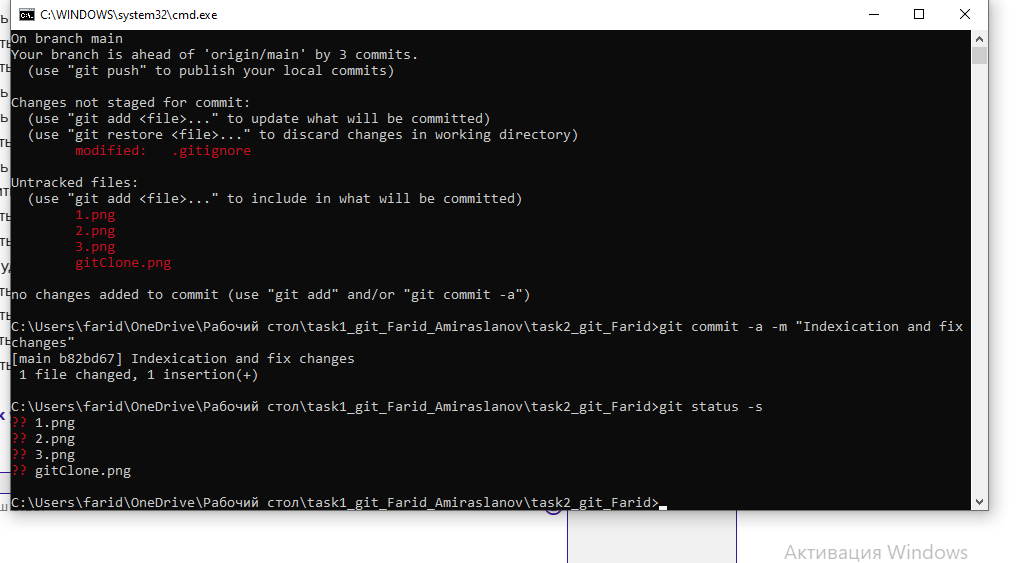 C:\WINDOWS\system32\cmd.exe
On branch main
Your branch is ahead of 'origin/main' by 3 commits.
(use "git push" to publish your local commits)
Changes not staged for commit:
(use "git add <file>..." to update what will be committed)
(use "git restore <file>..." to discard changes in working directory)
modified: .gitignore
Untracked files:
(use "git add <file>..." to include in what will be committed)
1.png
2.png
3.png
gitClone.png
no changes added to commit (use "git add" and/or "git commit -a")
C:\Users\farid\OneDrive\Рабочий стол\task1_git_Farid_Amiraslanov\task2_git_Farid>git commit -a -m "Indexication and fix
changes"
[main b82bd67] Indexication and fix changes
1 file changed, 1 insertion(+)
C:\Users\farid\OneDrive\Рабочий стол\task1_git_Farid_Amiraslanov\task2_git_Farid>git status -s
?? 1.png
?? 2.png
?? 3.png
?? gitClone.png
C:\Users\farid\OneDrive\Рабочий стол\task1_git_Farid_Amiraslanov\task2_git_Farid>
Активация Windows